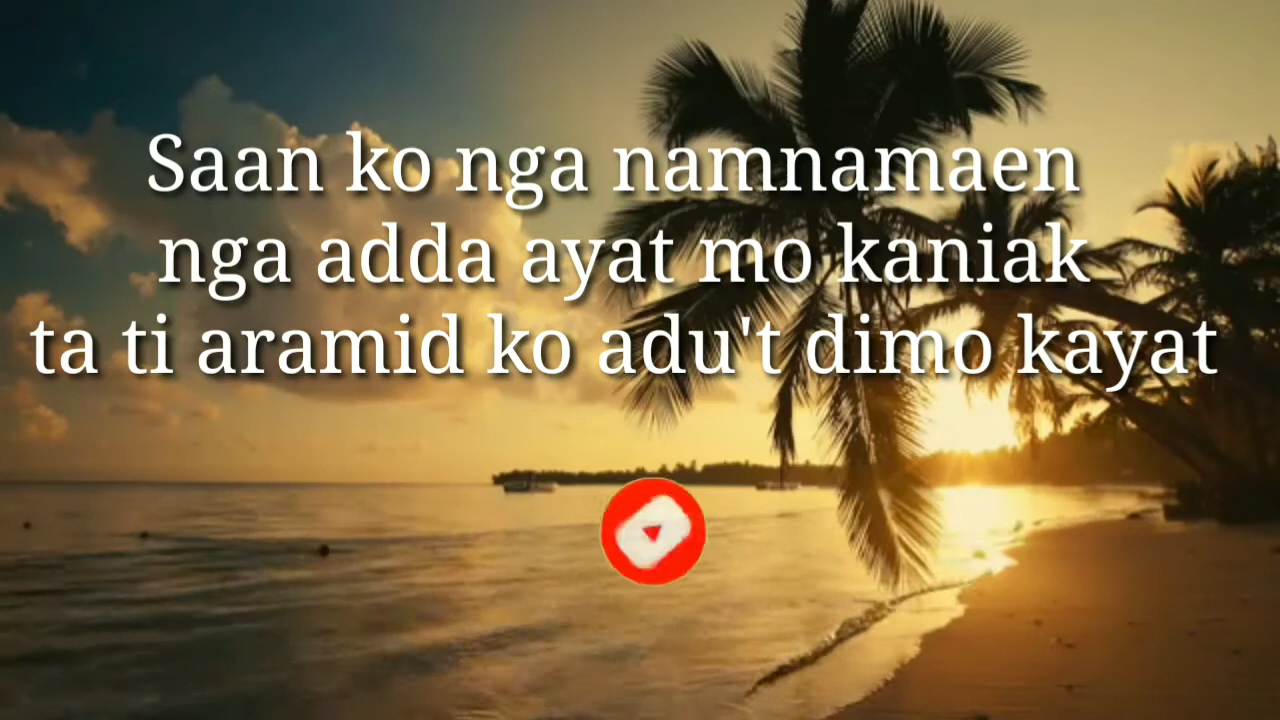 Saan ko nga namnamaen
nga adda ayat mo kaniak
ta ti aramid ko adu't dimo kayat